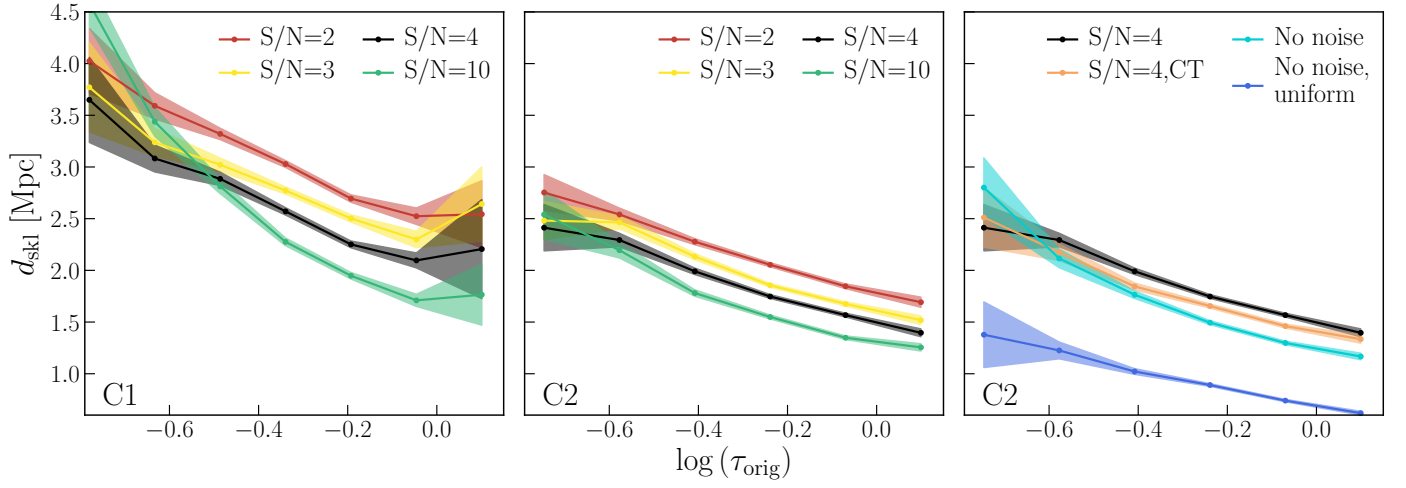 4.5
4.0
3.5
3.0
2.5
2.0
1.5
1.0
d_skl [Mpc]
S/N=2
S/N=4
S/N=3
S/N=10
C1
−0.6
−0.4
−0.2
0.0
S/N=2
S/N=4
S/N=3
S/N=10
C2
−0.6
−0.4
−0.2
0.0
S/N=4
No noise
S/N=4,CT
No noise,
uniform
C2
−0.6
−0.4
−0.2
0.0
log (τ_orig)